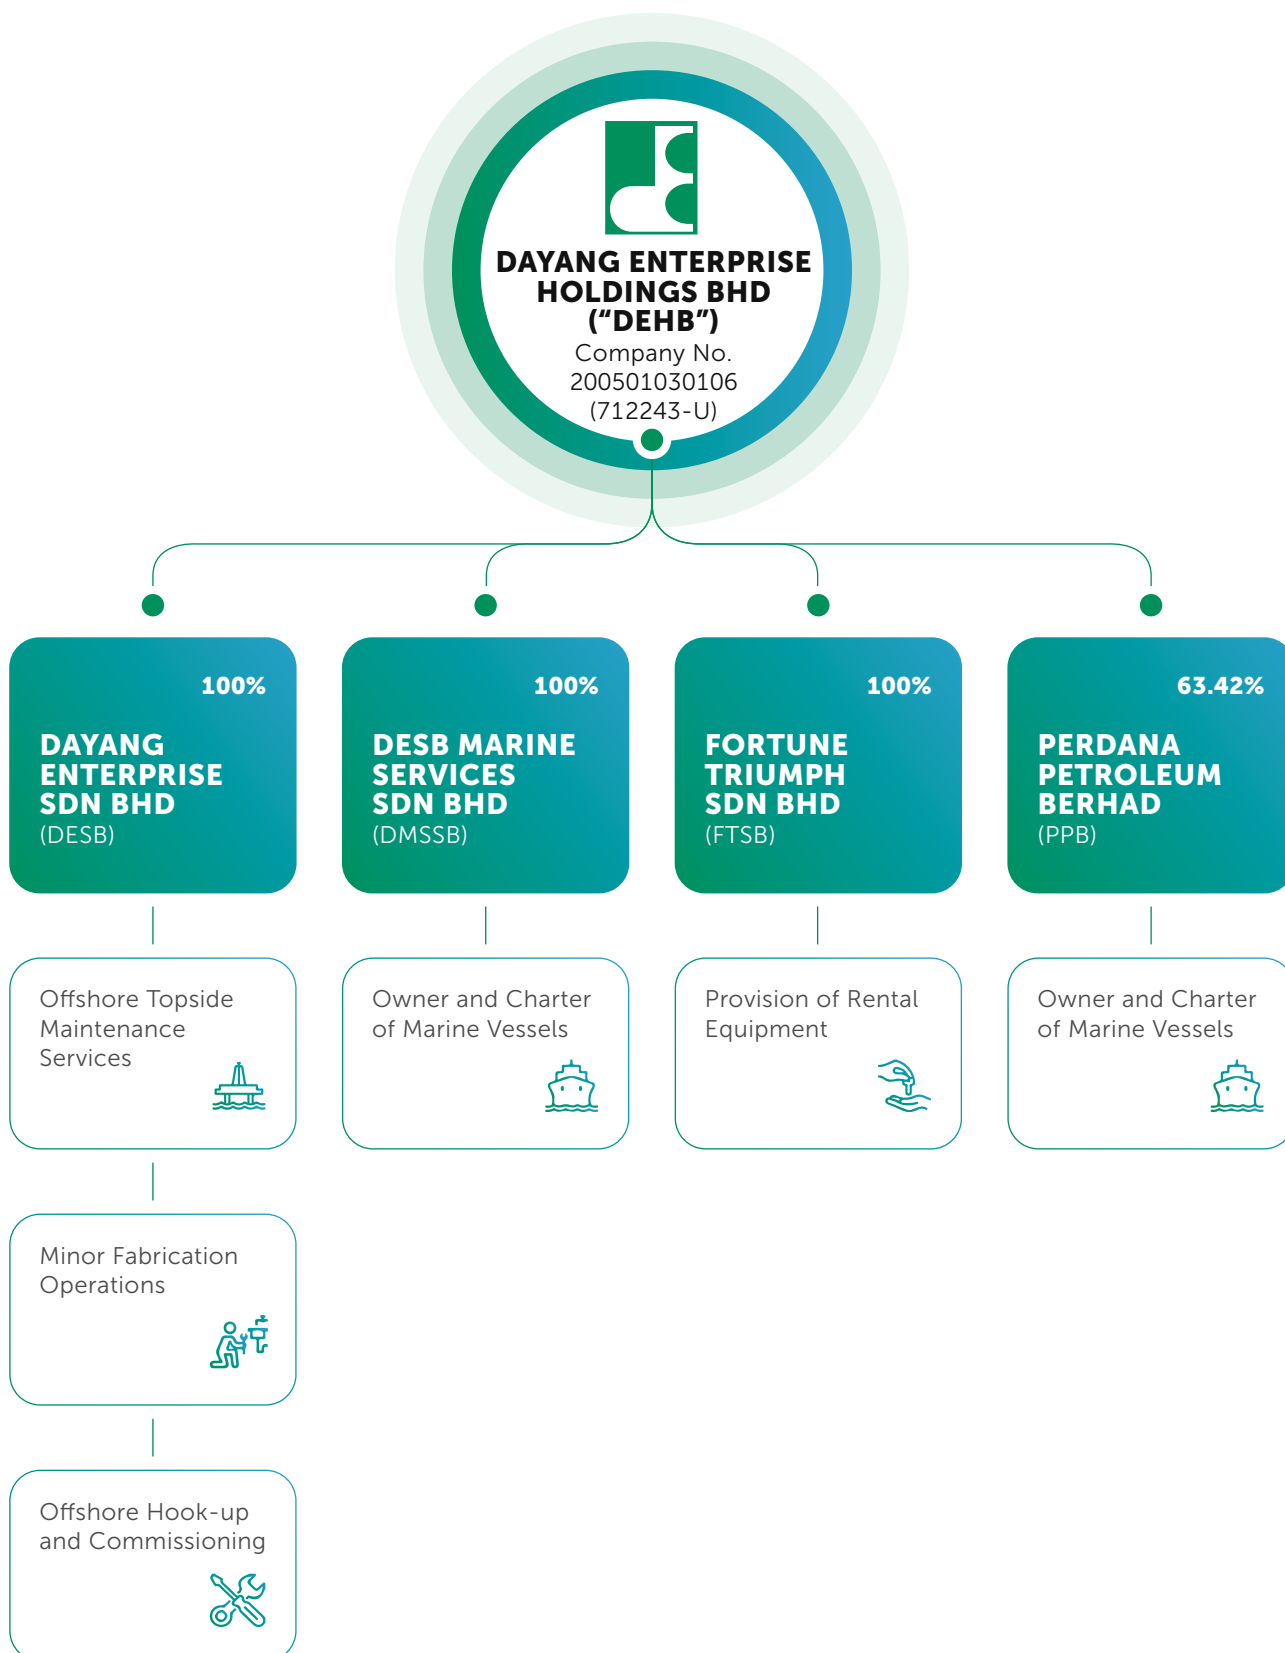 DAYANG ENTERPRISE
HOLDINGS BHD
(“DEHB”)
Company No.
200501030106
(712243-U)
100%
DAYANG
ENTERPRISE
SDN BHD
(DESB)
Offshore Topside
Maintenance
Services
Minor Fabrication
Operations
Offshore Hook-up
and Commissioning
100%
DESB MARINE
SERVICES
SDN BHD
(DMSSB)
Owner and Charter
of Marine Vessels
100%
FORTUNE
TRIUMPH
SDN BHD
(FTSB)
Provision of Rental
Equipment
63.42%
PERDANA
PETROLEUM
BERHAD
(PPB)
Owner and Charter
of Marine Vessels